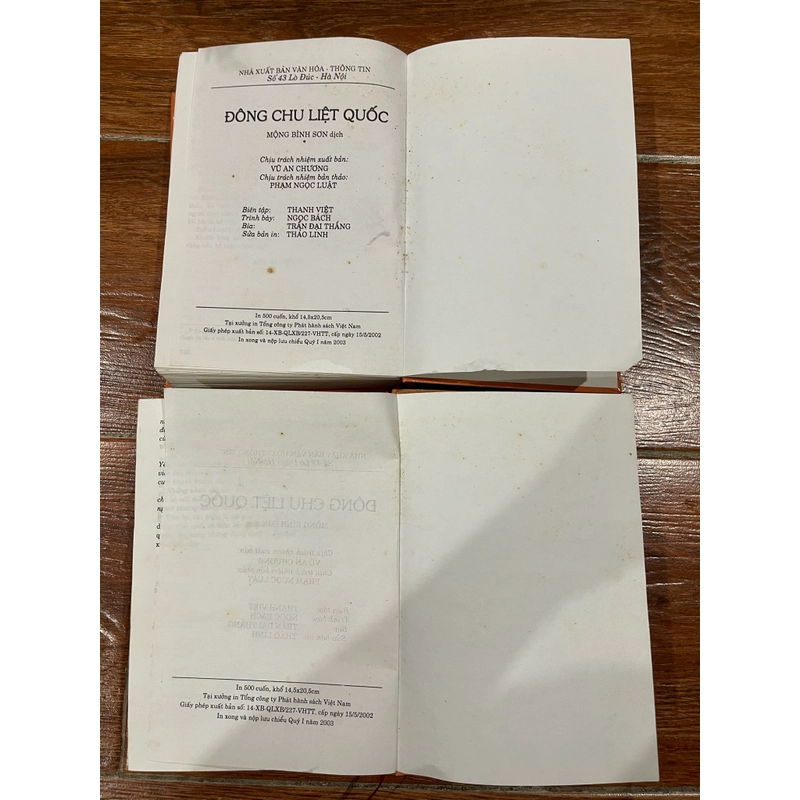 NHÀ XUẤT BẢN VĂN HÓA - THÔNG TIN
Số 43 Lò Đúc - Hà Nội
ĐÔNG CHU LIỆT QUỐC
MỘNG BÌNH SƠN dịch
Chịu trách nhiệm xuất bản:
VŨ AN CHƯƠNG
Chịu trách nhiệm bản thảo:
PHẠM NGỌC LUẬT
Biên tập: THANH VIỆT
Trình bày: NGỌC BÁCH
Bìa: TRẦN ĐẠI THẮNG
Sửa bản in: THẢO LINH
In 500 cuốn, khổ 14,5x20,5cm
Tại xưởng in Tổng công ty Phát hành sách Việt Nam
Giấy phép xuất bản số: 14-XB-QLXB/227-VHTT, cấp ngày 15/5/2002
In xong và nộp lưu chiểu Quý I năm 2003
ĐÔNG CHU LIỆT QUỐC
In 500 cuốn, khổ 14,5x20,5cm
Tại xưởng in Tổng công ty Phát hành sách Việt Nam
Giấy phép xuất bản số: 14-XB-QLXB/227-VHTT, cấp ngày 15/5/2002
In xong và nộp lưu chiểu Quý I năm 2003